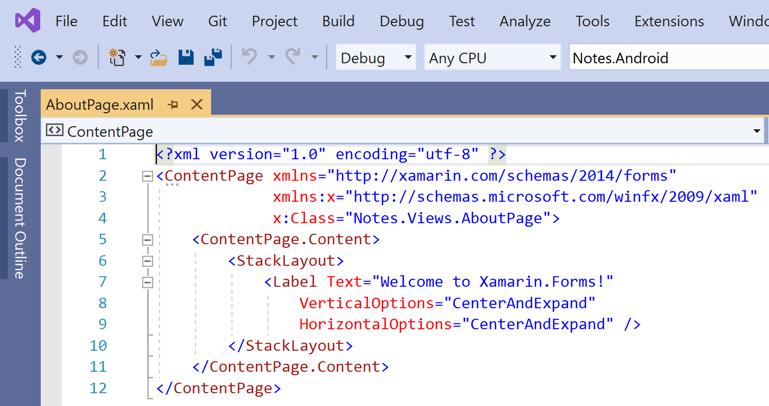 File Edit View Git Project Build Debug Test Analyze Tools Extensions
Debug Any CPU Notes.Android
Toolbox
Document Outline
AboutPage.xaml
ContentPage
1 <?xml version="1.0" encoding="utf-8" ?>
2 <ContentPage xmlns="http://xamarin.com/schemas/2014/forms"
3 xmlns:x="http://schemas.microsoft.com/winfx/2009/xaml"
4 x:Class="Notes.Views.AboutPage">
5 <ContentPage.Content>
6 <StackLayout>
7 <Label Text="Welcome to Xamarin.Forms!"
8 VerticalOptions="CenterAndExpand"
9 HorizontalOptions="CenterAndExpand" />
10 </StackLayout>
11 </ContentPage.Content>
12 </ContentPage>